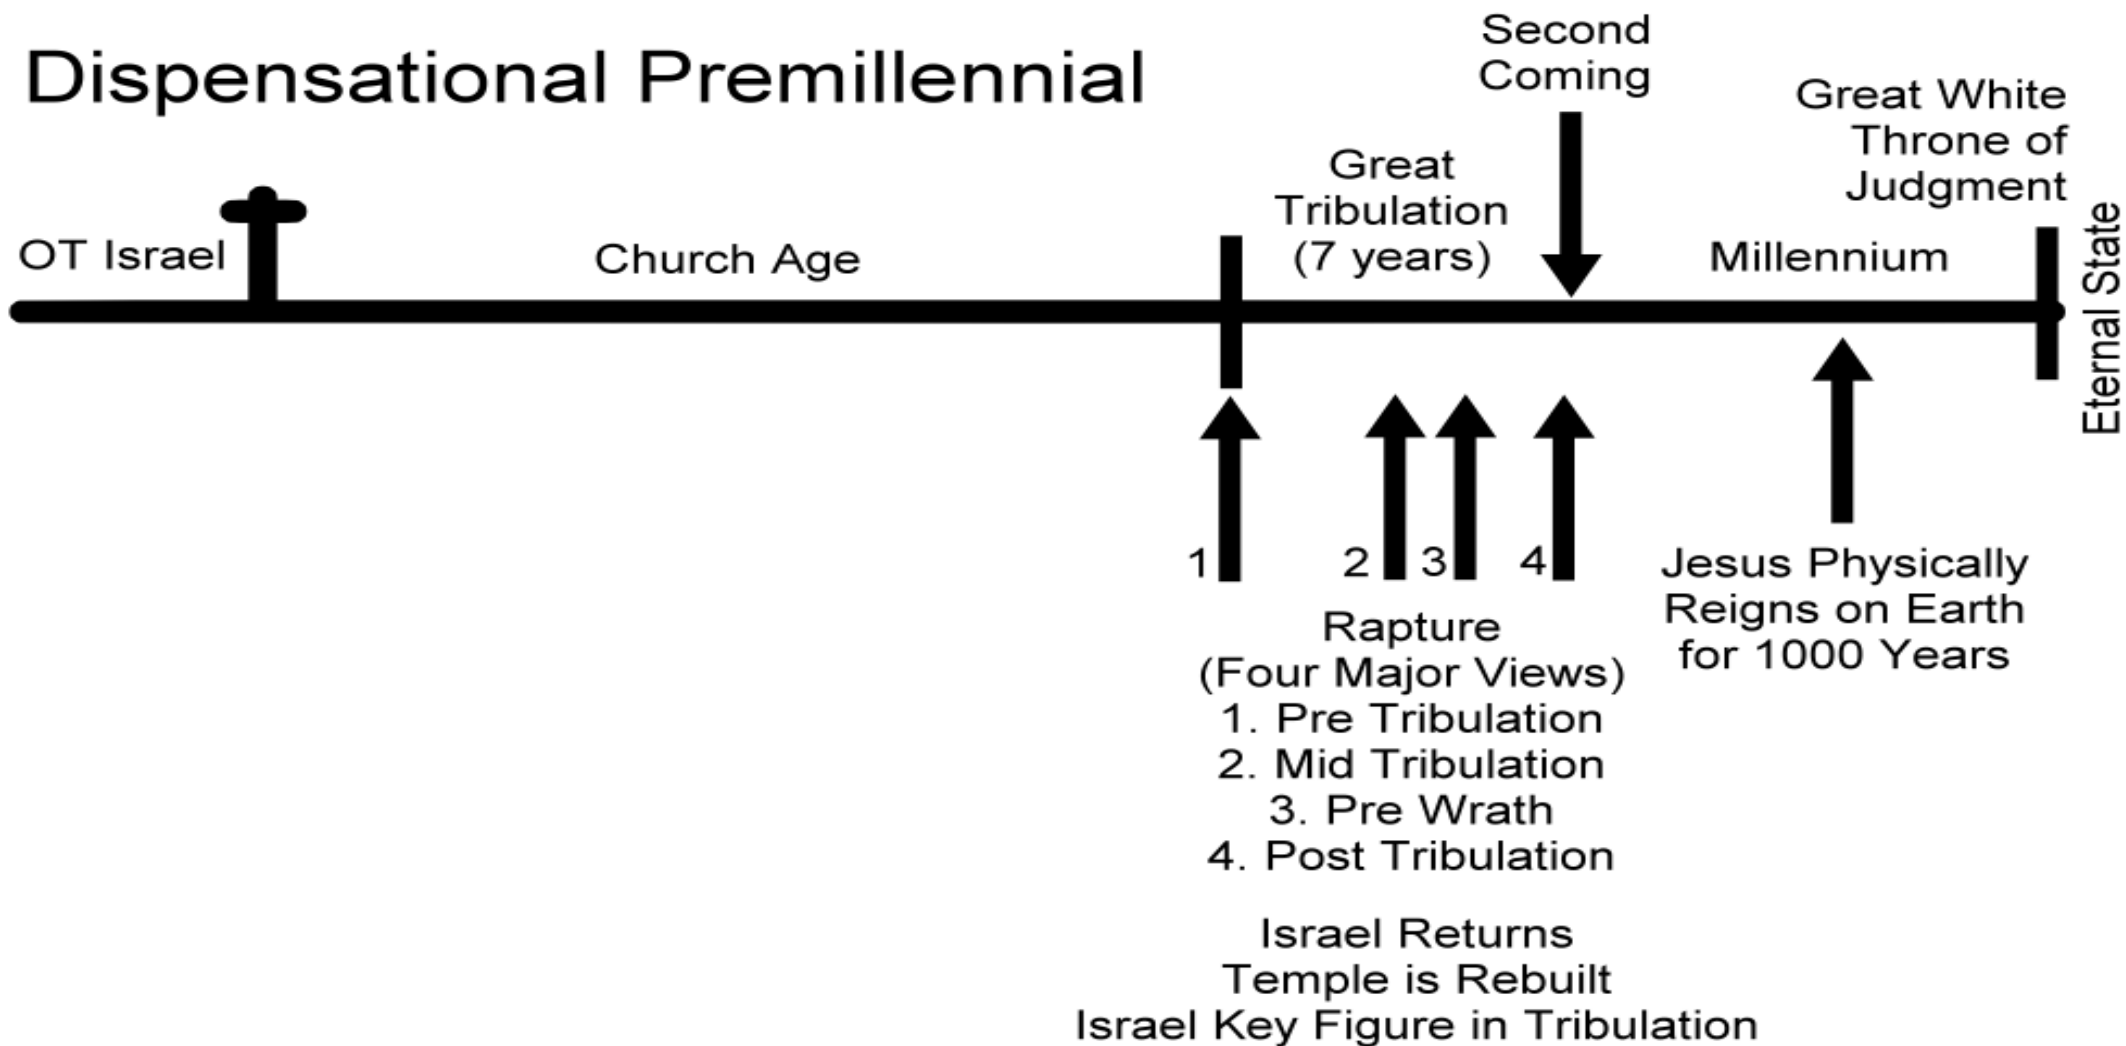 Dispensational Premillennial
Second
Coming
Great White
Throne of
Judgment
Great
Tribulation
(7 years)
OT Israel
Church Age
Millennium
Eternal State
1
2
3
4
Rapture
(Four Major Views)
1. Pre Tribulation
2. Mid Tribulation
3. Pre Wrath
4. Post Tribulation
Jesus Physically
Reigns on Earth
for 1000 Years
Israel Returns
Temple is Rebuilt
Israel Key Figure in Tribulation